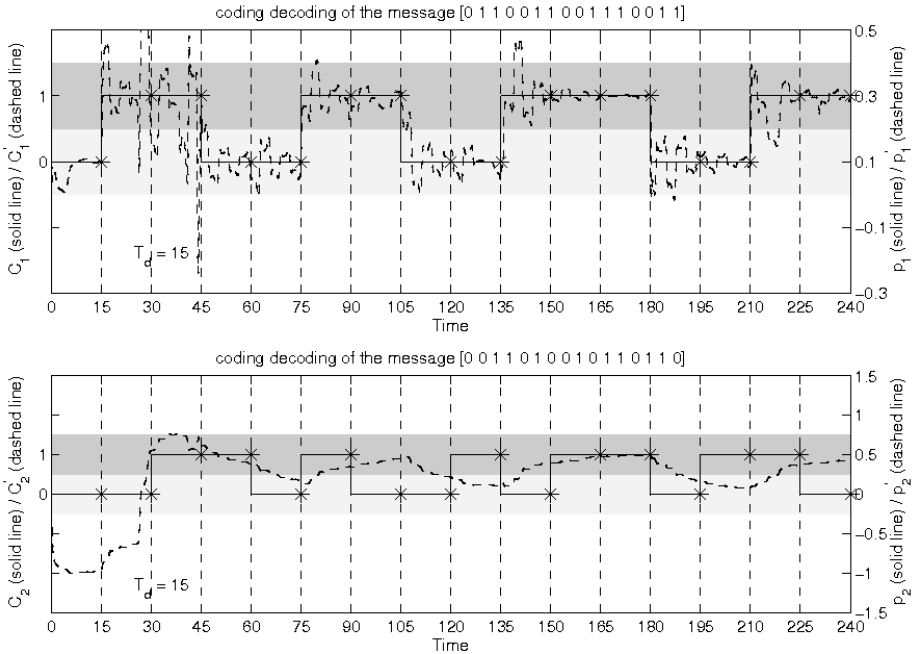 coding decoding of the message [0 1 1 0 0 1 1 0 0 1 1 1 0 0 1 1]
C1 (solid line) / C1' (dashed line)
1
0
0.5
0.3
0.1
−0.1
−0.3
p1 (solid line) / p1' (dashed line)
Td = 15
0 15 30 45 60 75 90 105 120 135 150 165 180 195 210 225 240
Time
coding decoding of the message [0 0 1 1 0 1 0 0 1 0 1 1 0 1 1 0]
C2 (solid line) / C2' (dashed line)
1
0
1.5
1
0.5
0
−0.5
−1
−1.5
p2 (solid line) / p2' (dashed line)
Td = 15
0 15 30 45 60 75 90 105 120 135 150 165 180 195 210 225 240
Time